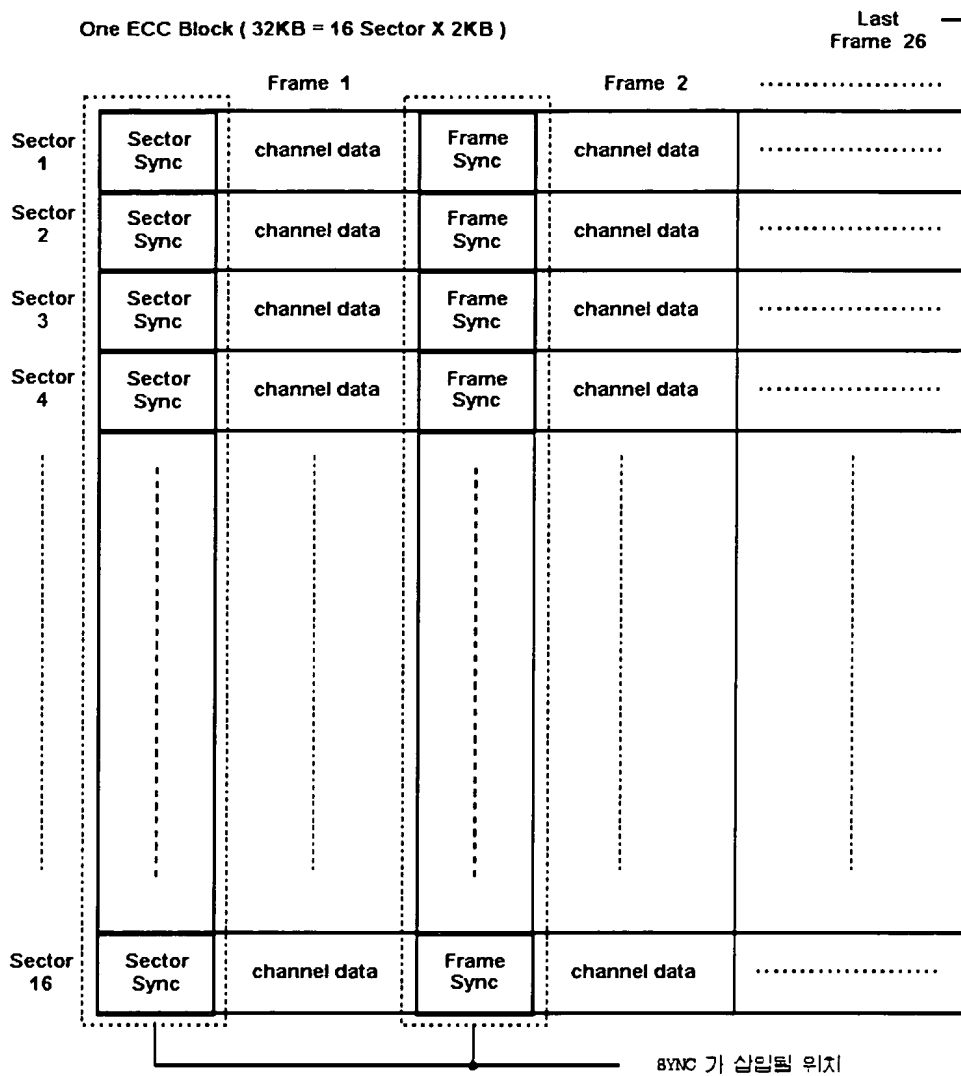 One ECC Block ( 32KB = 16 Sector X 2KB )
Last
Frame 26
Frame 1
Frame 2
Sector
1
Sector
Sync
channel data
Frame
Sync
channel data
Sector
2
Sector
Sync
channel data
Frame
Sync
channel data
Sector
3
Sector
Sync
channel data
Frame
Sync
channel data
Sector
4
Sector
Sync
channel data
Frame
Sync
channel data
Sector
16
Sector
Sync
channel data
Frame
Sync
channel data
SYNC 가 삽입될 위치